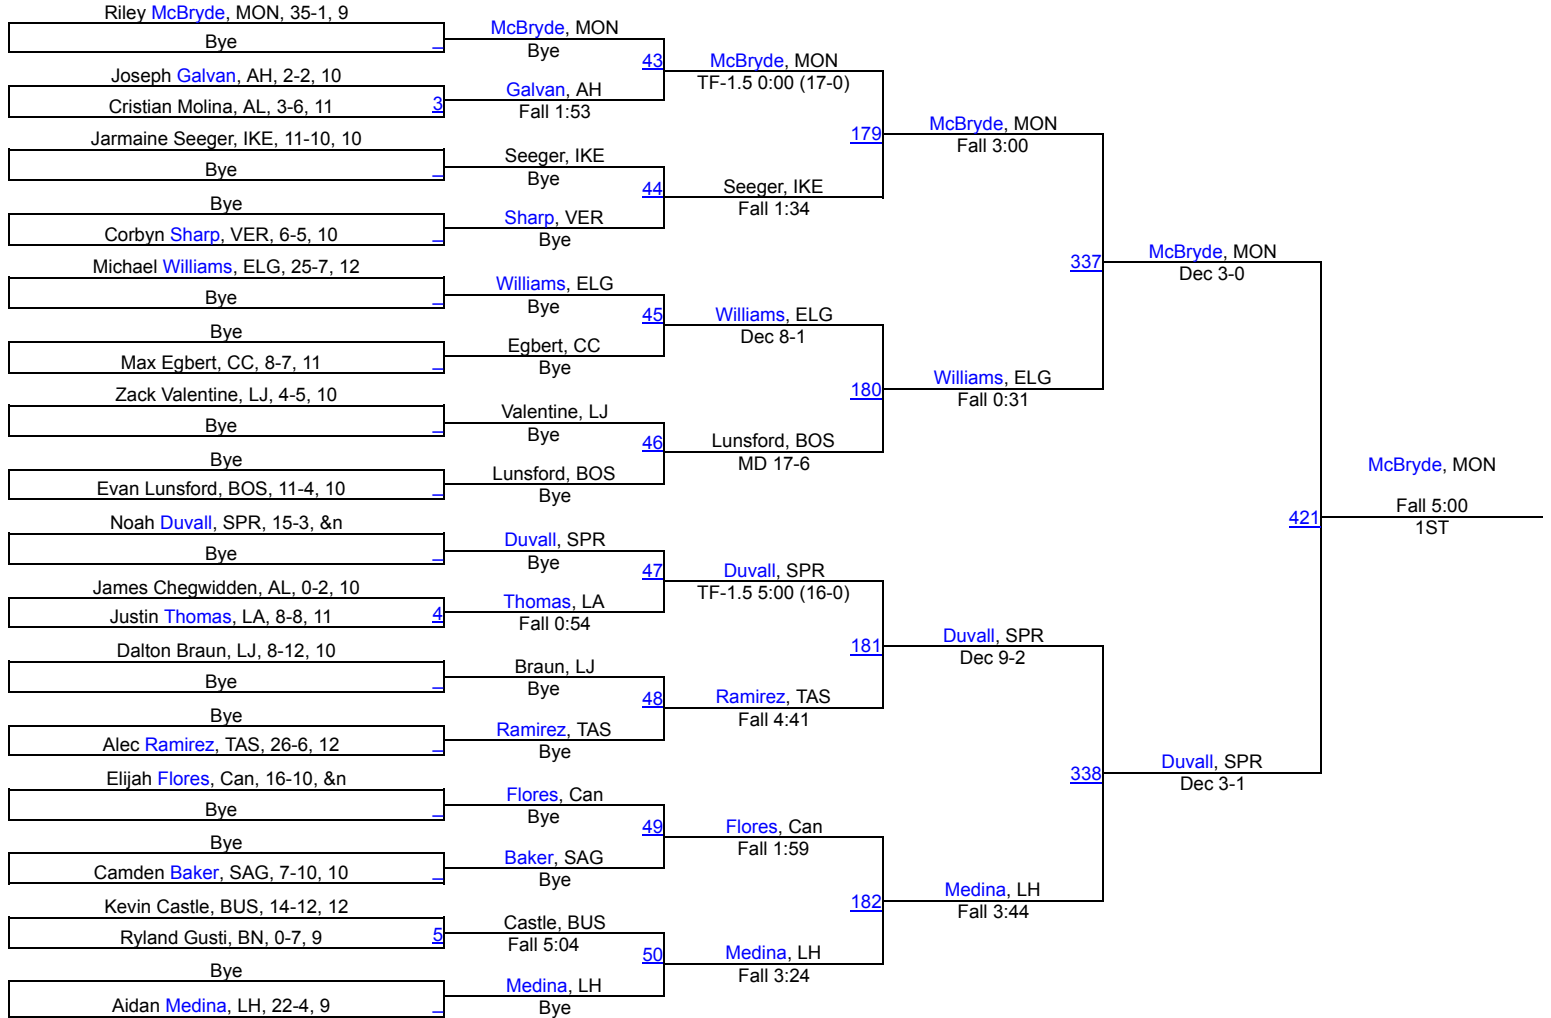 Riley McBryde, MON, 35-1, 9
Bye
Joseph Galvan, AH, 2-2, 10
Cristian Molina, AL, 3-6, 11
3
Jarmaine Seeger, IKE, 11-10, 10
Bye
Bye
Corbyn Sharp, VER, 6-5, 10
Michael Williams, ELG, 25-7, 12
Bye
Bye
Max Egbert, CC, 8-7, 11
Zack Valentine, LJ, 4-5, 10
Bye
Bye
Evan Lunsford, BOS, 11-4, 10
Noah Duvall, SPR, 15-3, &n
Bye
James Chegwidden, AL, 0-2, 10
Justin Thomas, LA, 8-8, 11
4
Dalton Braun, LJ, 8-12, 10
Bye
Bye
Alec Ramirez, TAS, 26-6, 12
Elijah Flores, Can, 16-10, &n
Bye
Bye
Camden Baker, SAG, 7-10, 10
Kevin Castle, BUS, 14-12, 12
Ryland Gusti, BN, 0-7, 9
5
Bye
Aidan Medina, LH, 22-4, 9
McBryde, MON
Bye
43
Galvan, AH
Fall 1:53
Seeger, IKE
Bye
44
Sharp, VER
Bye
Williams, ELG
Bye
45
Egbert, CC
Bye
Valentine, LJ
Bye
46
Lunsford, BOS
Bye
Duvall, SPR
Bye
47
Thomas, LA
Fall 0:54
Braun, LJ
Bye
48
Ramirez, TAS
Bye
Flores, Can
Bye
49
Baker, SAG
Bye
Castle, BUS
Fall 5:04
50
Medina, LH
Bye
McBryde, MON
TF-1.5 0:00 (17-0)
179
Seeger, IKE
Fall 1:34
Williams, ELG
Dec 8-1
180
Lunsford, BOS
MD 17-6
Duvall, SPR
TF-1.5 5:00 (16-0)
181
Ramirez, TAS
Fall 4:41
Flores, Can
Fall 1:59
182
Medina, LH
Fall 3:24
McBryde, MON
Fall 3:00
337
Williams, ELG
Fall 0:31
Duvall, SPR
Dec 9-2
338
Medina, LH
Fall 3:44
McBryde, MON
Dec 3-0
421
Duvall, SPR
Dec 3-1
McBryde, MON
Fall 5:00
1ST